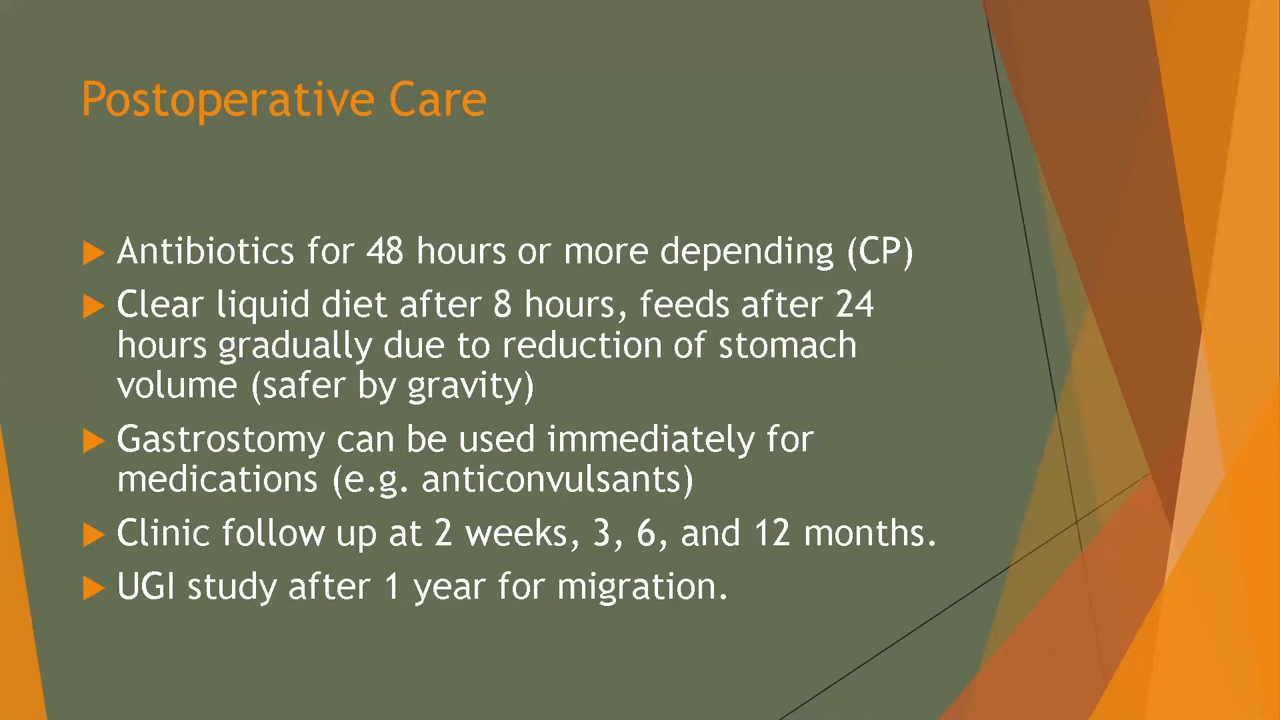 Postoperative Care
Antibiotics for 48 hours or more depending (CP)
Clear liquid diet after 8 hours, feeds after 24
hours gradually due to reduction of stomach
volume (safer by gravity)
Gastrostomy can be used immediately for
medications (e.g. anticonvulsants)
Clinic follow up at 2 weeks, 3, 6, and 12 months.
UGI study after 1 year for migration.